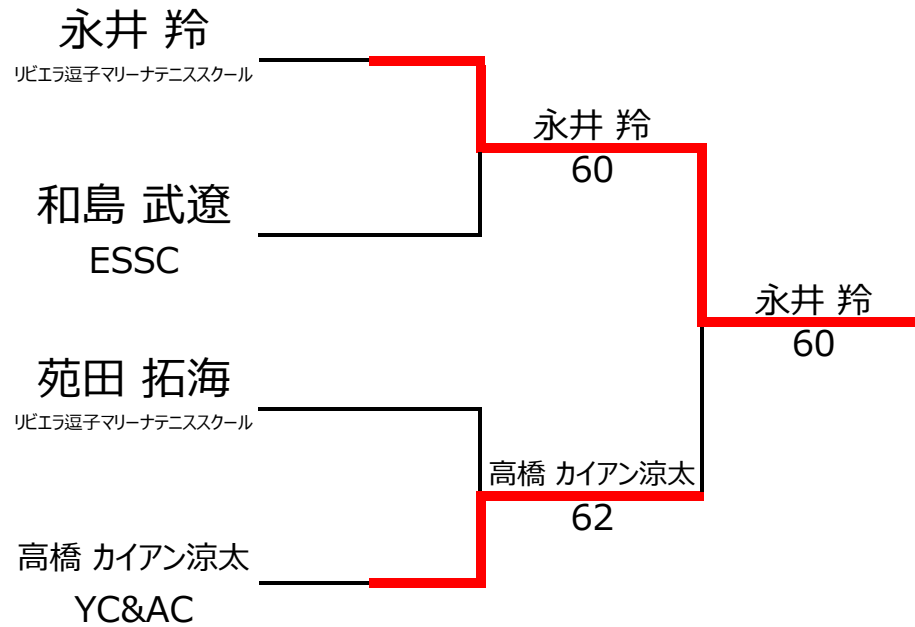 永井 羚
リビエラ逗子マリーナテニススクール
永井 羚
60
和島 武遼
ESSC
永井 羚
60
苑田 拓海
リビエラ逗子マリーナテニススクール
高橋 カイアン涼太
62
高橋 カイアン涼太
YC&AC